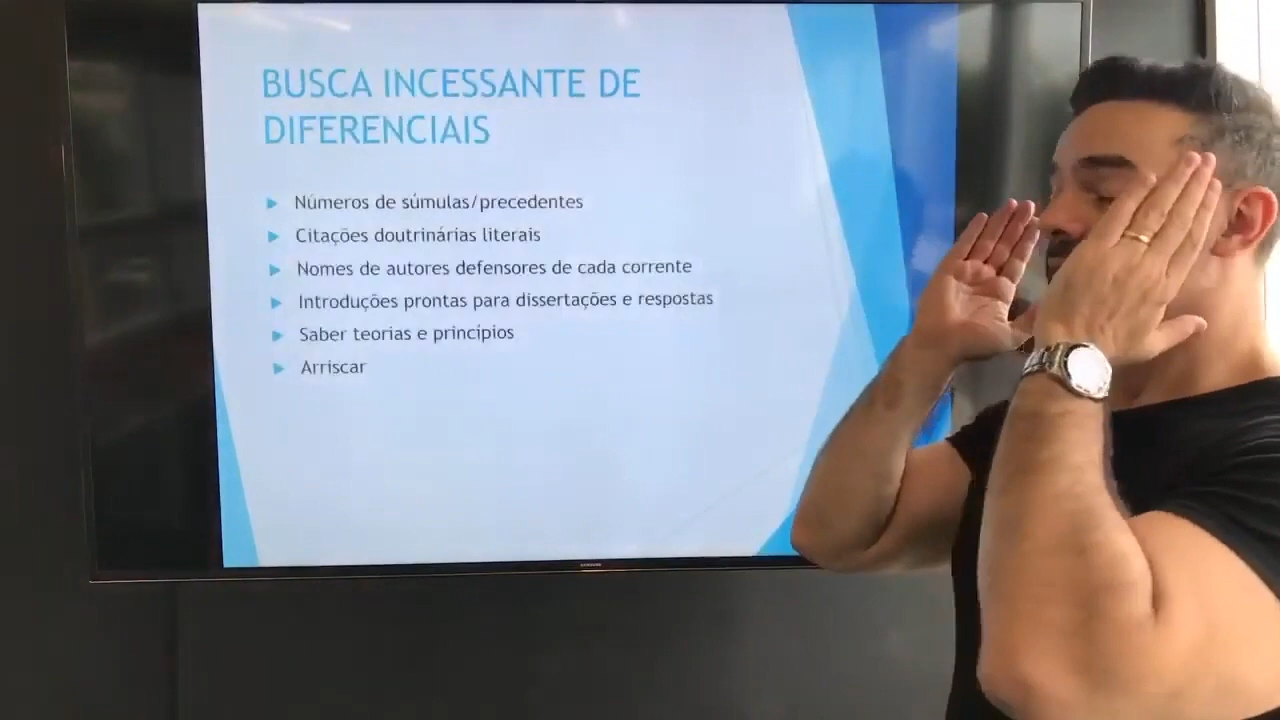 BUSCA INCESSANTE DE
DIFERENCIAIS
Números de súmulas/precedentes
Citações doutrinárias literais
Nomes de autores defensores de cada corrente
Introduções prontas para dissertações e respostas
Saber teorias e princípios
Arriscar
SAMSUNG